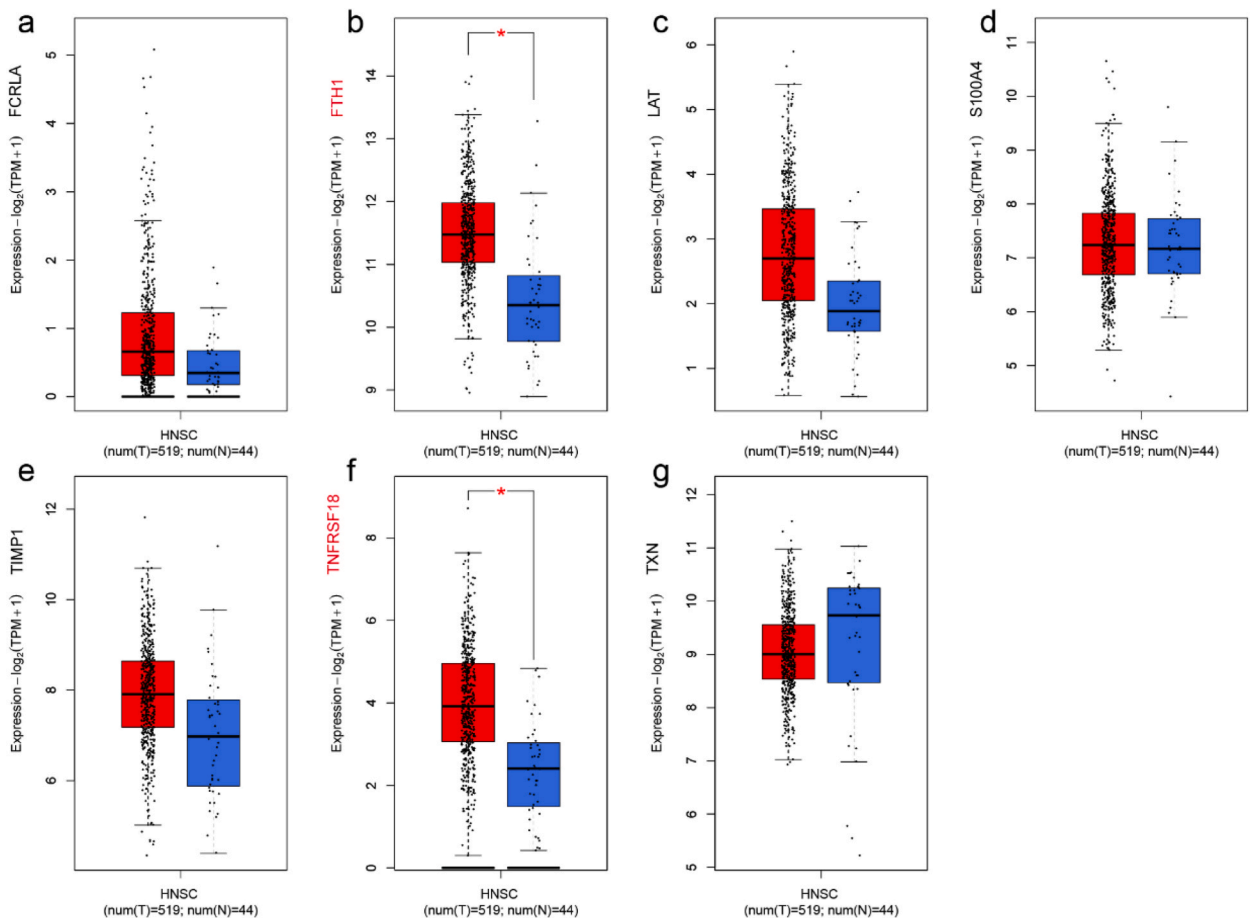 a
Expression − log2(TPM + 1) FCRLA
5
4
3
2
1
0
HNSC
(num(T)=519; num(N)=44)
b
Expression − log2(TPM + 1) FTH1
*
14
13
12
11
10
9
HNSC
(num(T)=519; num(N)=44)
c
Expression − log2(TPM + 1) LAT
6
5
4
3
2
1
HNSC
(num(T)=519; num(N)=44)
d
Expression − log2(TPM + 1) S100A4
11
10
9
8
7
6
5
HNSC
(num(T)=519; num(N)=44)
e
Expression − log2(TPM + 1) TIMP1
12
10
8
6
HNSC
(num(T)=519; num(N)=44)
f
Expression − log2(TPM + 1) TNFRSF18
*
8
6
4
2
0
HNSC
(num(T)=519; num(N)=44)
g
Expression − log2(TPM + 1) TXN
12
11
10
9
8
7
6
5
HNSC
(num(T)=519; num(N)=44)